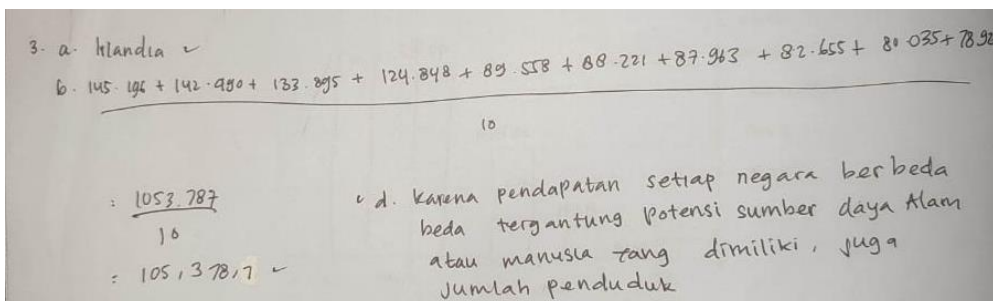 3. a. Irlandia
b. 145.196 + 142.490 + 133.895 + 124.848 + 89.558 + 88.221 + 87.963 + 82.655 + 80.035 + 78.92
10
: 1053.787
10
: 105,378,7
d. Karena pendapatan setiap negara berbeda
beda tergantung potensi sumber daya Alam
atau manusia yang dimiliki, juga
jumlah penduduk